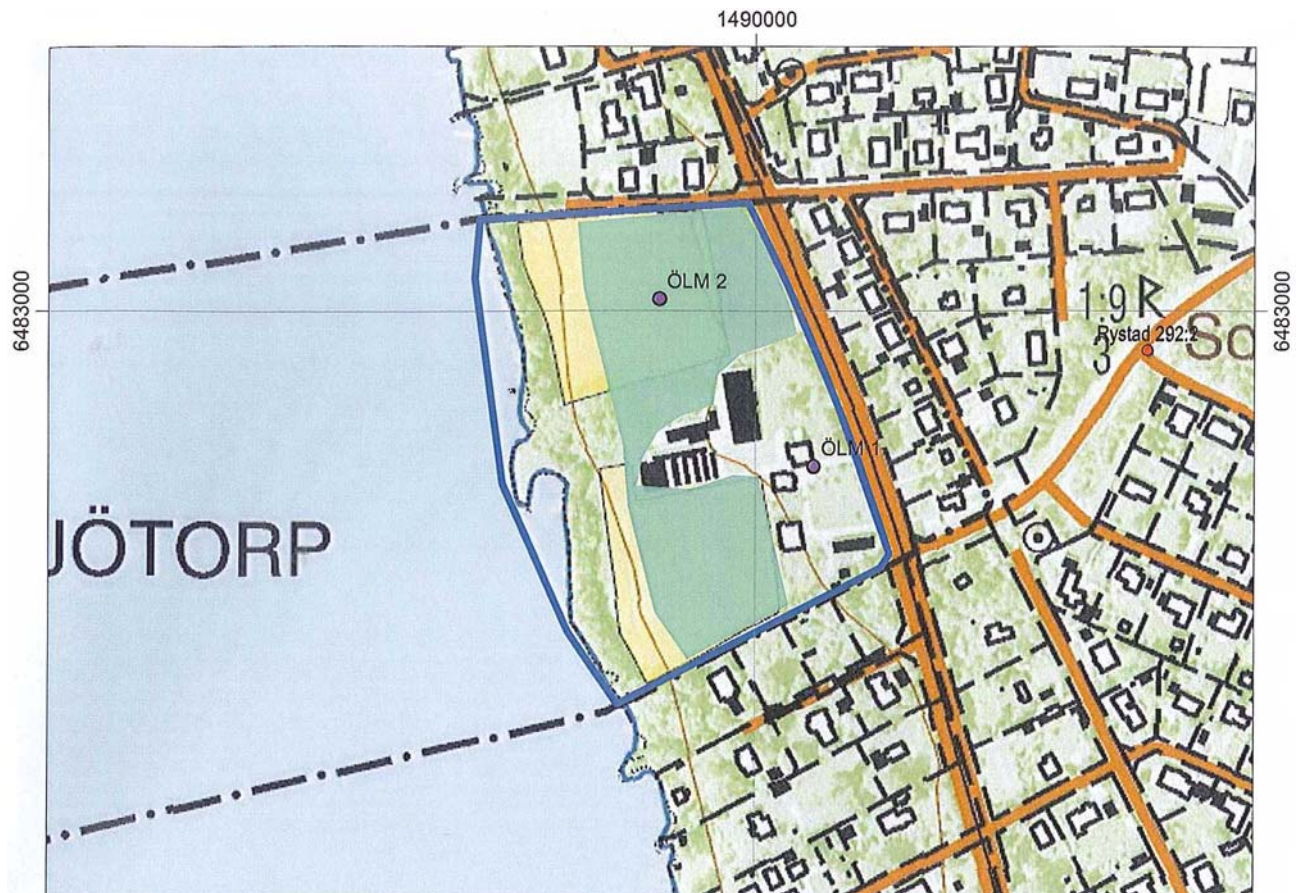 1490000
ÖLM 2
6483000
6483000
1:9 R
Rystad 292:2
3
So
ÖLM 1
JÖTORP